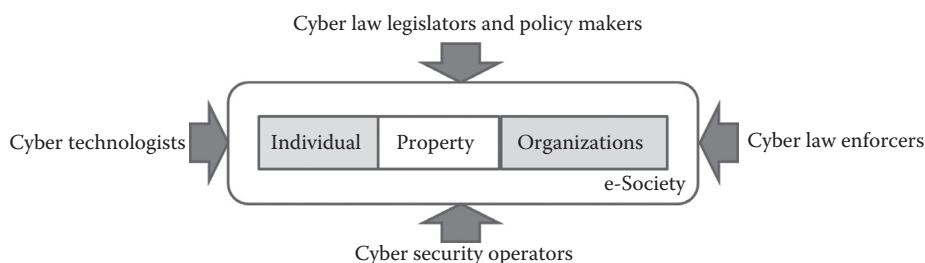 Cyber law legislators and policy makers
Cyber technologists
Individual
Property
Organizations
Cyber law enforcers
e-Society
Cyber security operators